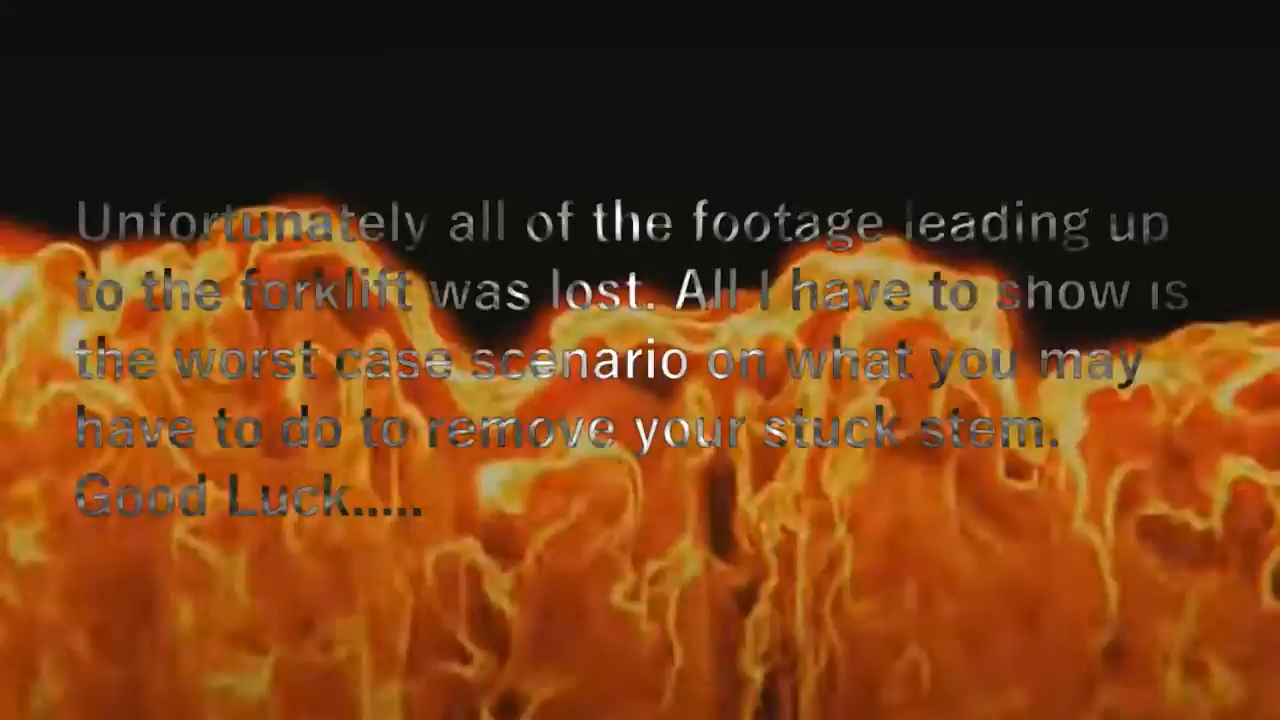 Unfortunately all of the footage leading up
to the forklift was lost. All I have to show is
the worst case scenario on what you may
have to do to remove your stuck stem.
Good Luck.....